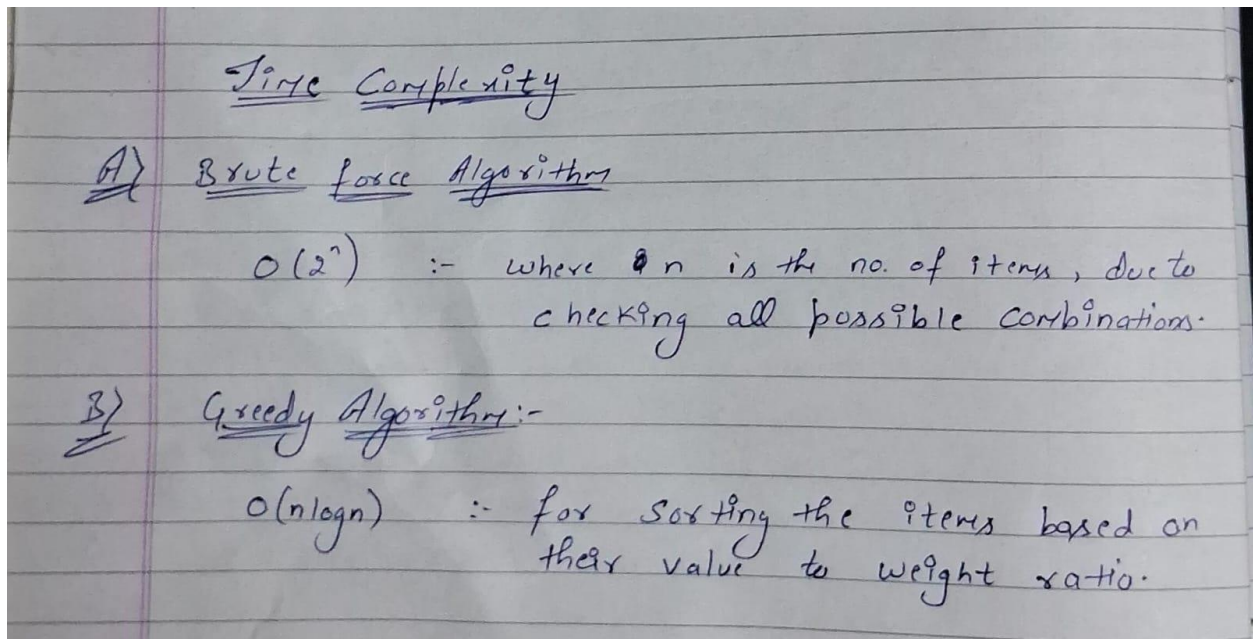 Time Complexity
A) Brute force Algorithm
O(2ⁿ) :- where n is the no. of items, due to
checking all possible combinations.
B) Greedy Algorithm:-
O(nlogn) :- for sorting the items based on
their value to weight ratio.